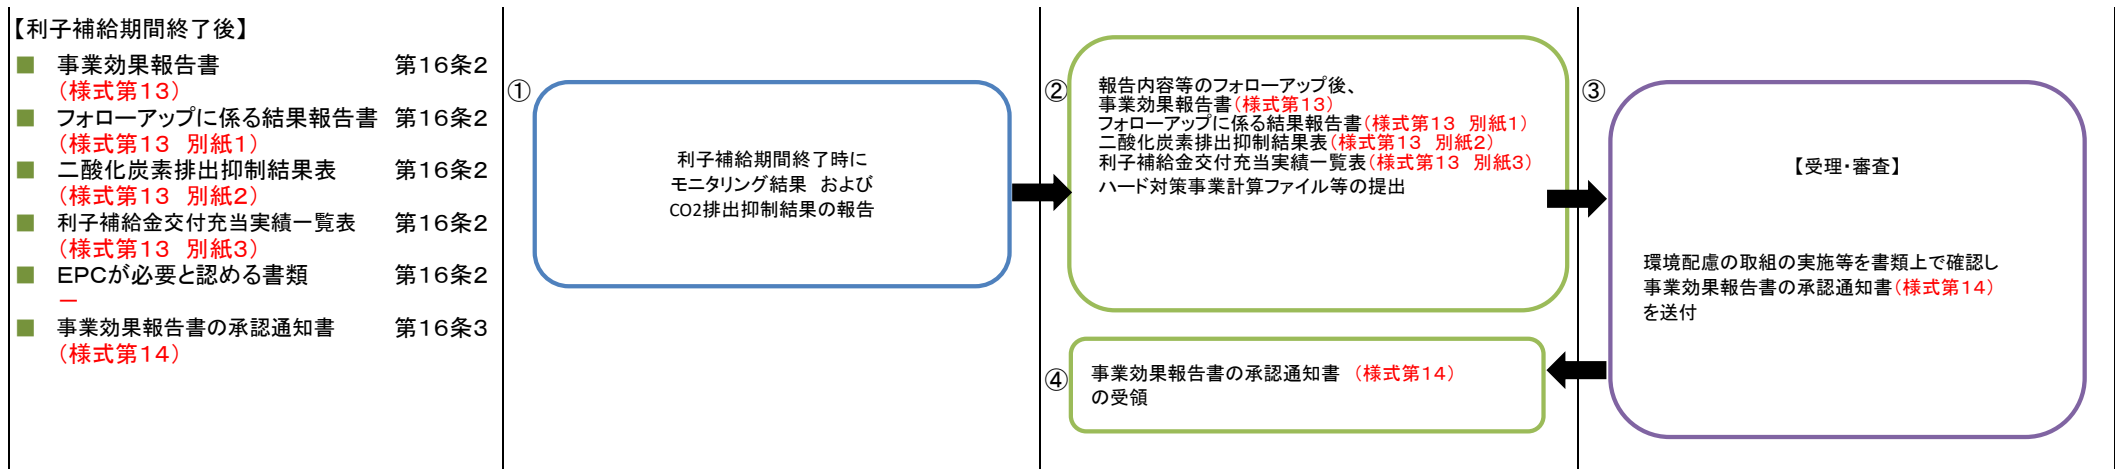 【利子補給期間終了後】
■ 事業効果報告書 第16条2
（様式第13）
■ フォローアップに係る結果報告書 第16条2
（様式第13 別紙1）
■ 二酸化炭素排出抑制結果表 第16条2
（様式第13 別紙2）
■ 利子補給金交付充当実績一覧表 第16条2
（様式第13 別紙3）
■ EPCが必要と認める書類 第16条2
－
■ 事業効果報告書の承認通知書 第16条3
（様式第14）
①
利子補給期間終了時に
モニタリング結果 および
CO2排出抑制結果の報告
②
報告内容等のフォローアップ後、
事業効果報告書（様式第13）
フォローアップに係る結果報告書（様式第13 別紙1）
二酸化炭素排出抑制結果表（様式第13 別紙2）
利子補給金交付充当実績一覧表（様式第13 別紙3）
ハード対策事業計算ファイル等の提出
③
【受理・審査】
環境配慮の取組の実施等を書類上で確認し
事業効果報告書の承認通知書（様式第14）
を送付
④
事業効果報告書の承認通知書 （様式第14）
の受領